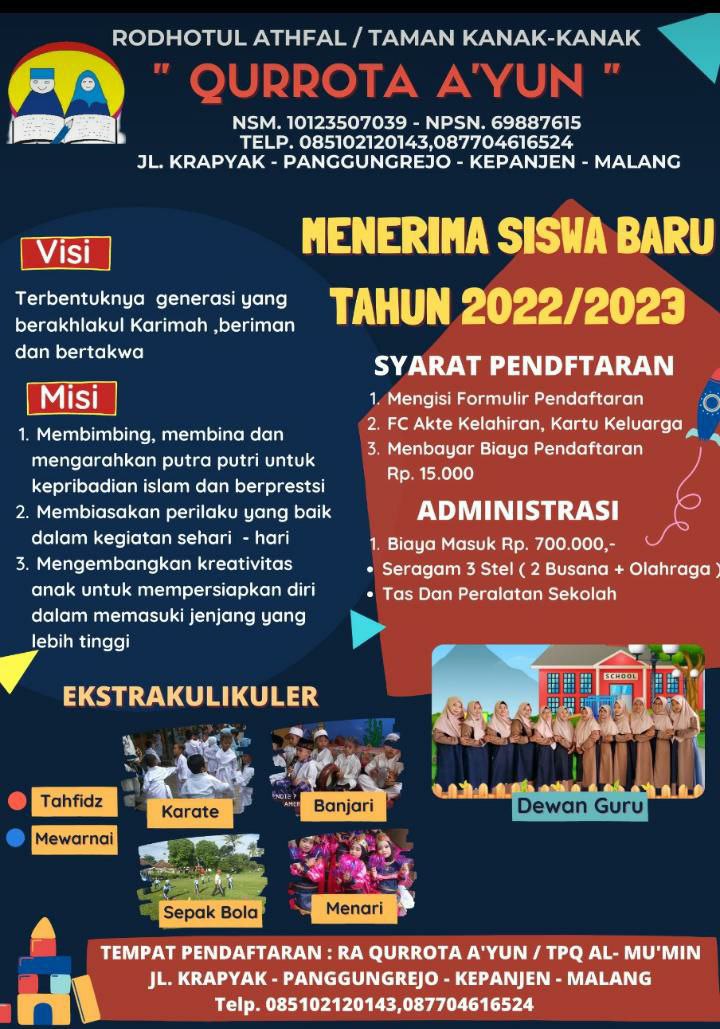 RODHOTUL ATHFAL / TAMAN KANAK-KANAK
" QURROTA A'YUN "
NSM. 10123507039 - NPSN. 69887615
TELP. 085102120143,087704616524
JL. KRAPYAK - PANGGUNGREJO - KEPANJEN - MALANG
Visi
Terbentuknya generasi yang
berakhlakul Karimah ,beriman
dan bertakwa
Misi
1. Membimbing, membina dan
mengarahkan putra putri untuk
kepribadian islam dan berprestsi
2. Membiasakan perilaku yang baik
dalam kegiatan sehari - hari
3. Mengembangkan kreativitas
anak untuk mempersiapkan diri
dalam memasuki jenjang yang
lebih tinggi
MENERIMA SISWA BARU
TAHUN 2022/2023
SYARAT PENDFTARAN
1. Mengisi Formulir Pendaftaran
2. FC Akte Kelahiran, Kartu Keluarga
3. Menbayar Biaya Pendaftaran
Rp. 15.000
ADMINISTRASI
1. Biaya Masuk Rp. 700.000,-
• Seragam 3 Stel ( 2 Busana + Olahraga )
• Tas Dan Peralatan Sekolah
SCHOOL
Dewan Guru
EKSTRAKULIKULER
Tahfidz
Mewarnai
Karate
Banjari
Sepak Bola
Menari
TEMPAT PENDAFTARAN : RA QURROTA A'YUN / TPQ AL- MU'MIN
JL. KRAPYAK - PANGGUNGREJO - KEPANJEN - MALANG
Telp. 085102120143,087704616524